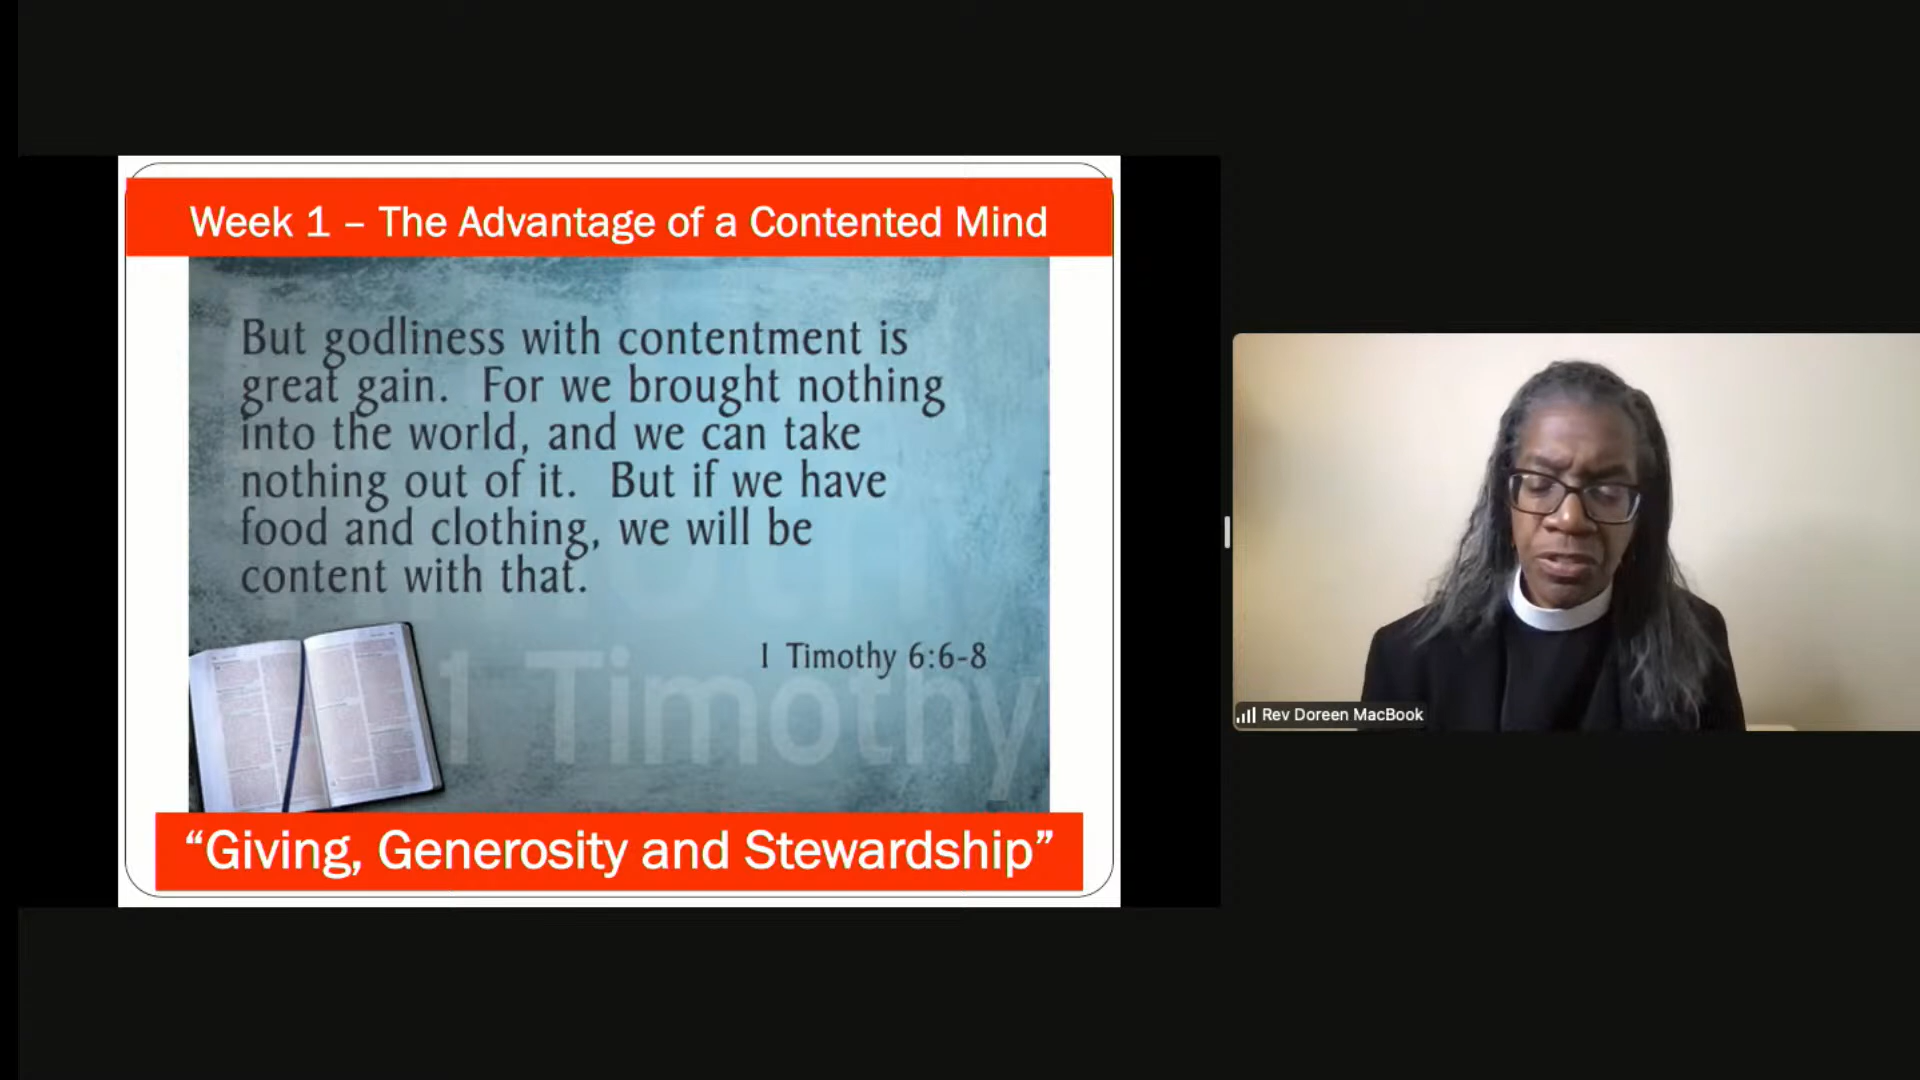 Week 1 – The Advantage of a Contented Mind
But godliness with contentment is
great gain. For we brought nothing
into the world, and we can take
nothing out of it. But if we have
food and clothing, we will be
content with that.
I Timothy 6:6-8
1 Timothy
“Giving, Generosity and Stewardship”
Rev Doreen MacBook